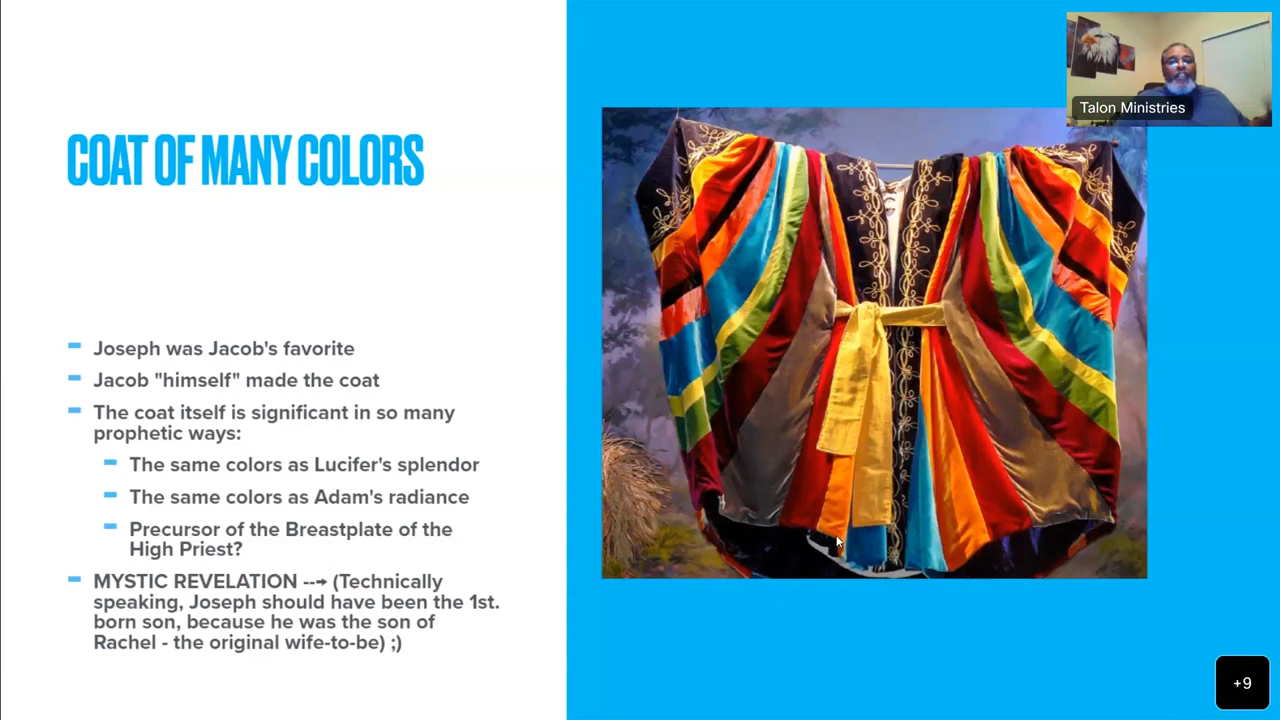 Talon Ministries
COAT OF MANY COLORS
Joseph was Jacob's favorite
Jacob "himself" made the coat
The coat itself is significant in so many
prophetic ways:
The same colors as Lucifer's splendor
The same colors as Adam's radiance
Precursor of the Breastplate of the
High Priest?
MYSTIC REVELATION --→ (Technically
speaking, Joseph should have been the 1st.
born son, because he was the son of
Rachel - the original wife-to-be) ;)
+9